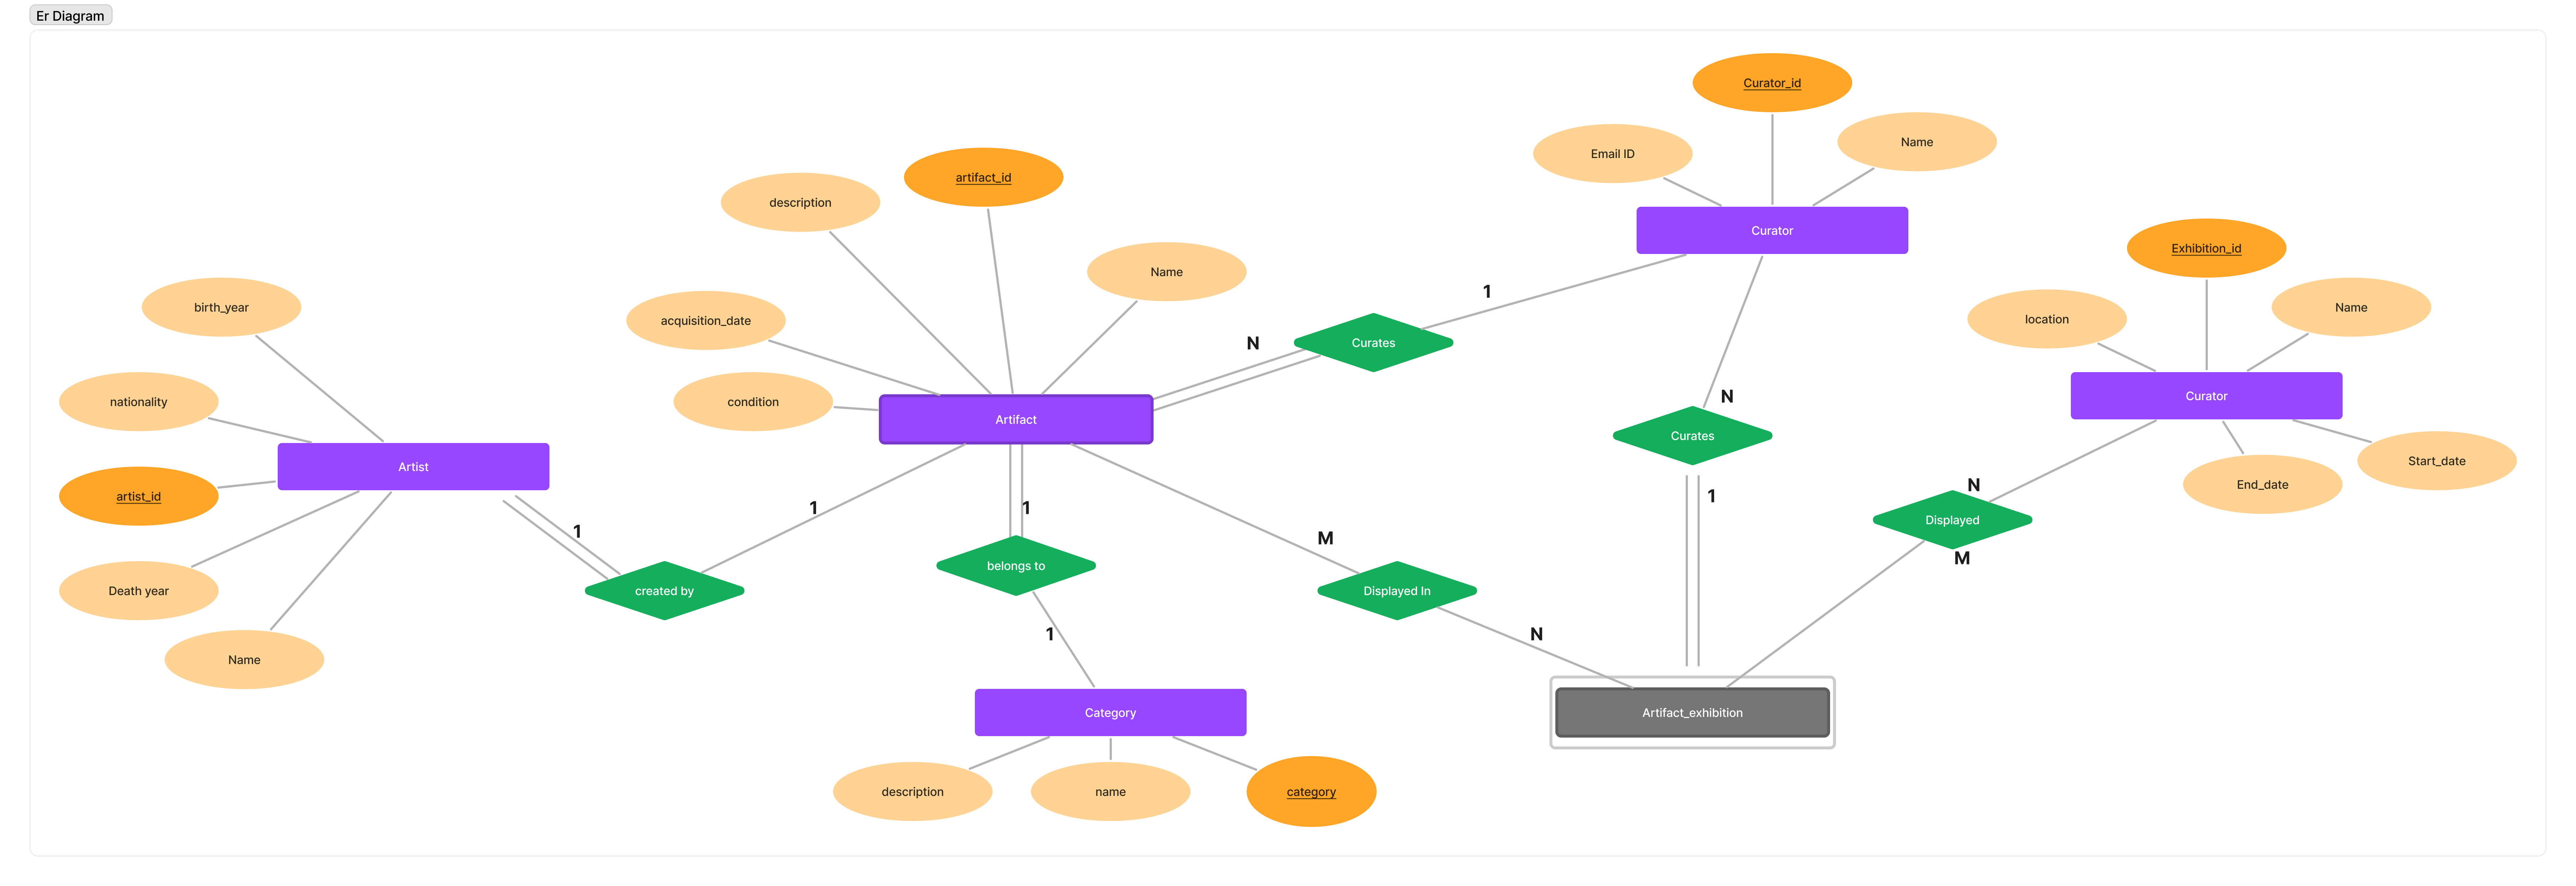 Er Diagram
Curator_id
Email ID
Name
Curator
artifact_id
description
Name
acquisition_date
condition
Artifact
Exhibition_id
location
Name
Curator
Start_date
End_date
birth_year
nationality
Artist
artist_id
Death year
Name
1
N
Curates
N
Curates
1
N
Displayed
M
1
1
created by
1
belongs to
1
M
Displayed In
N
Category
Artifact_exhibition
description
name
category